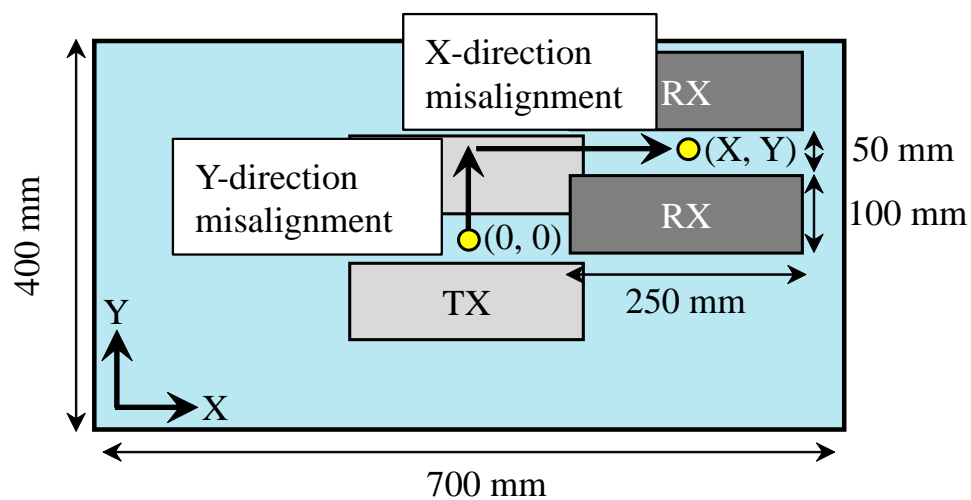 X-direction
misalignment
RX
(X, Y)
50 mm
Y-direction
misalignment
RX
100 mm
(0, 0)
400 mm
TX
250 mm
Y
X
700 mm